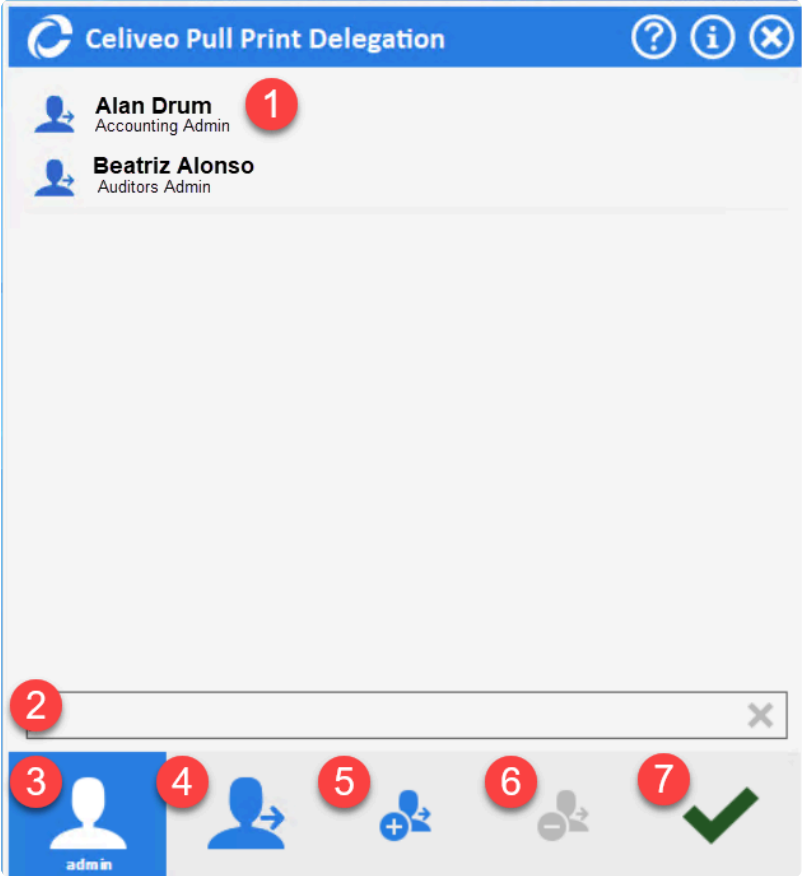 Celiveo Pull Print Delegation
Alan Drum 1
Accounting Admin
Beatriz Alonso
Auditors Admin
2
3 4 5 6 7
admin